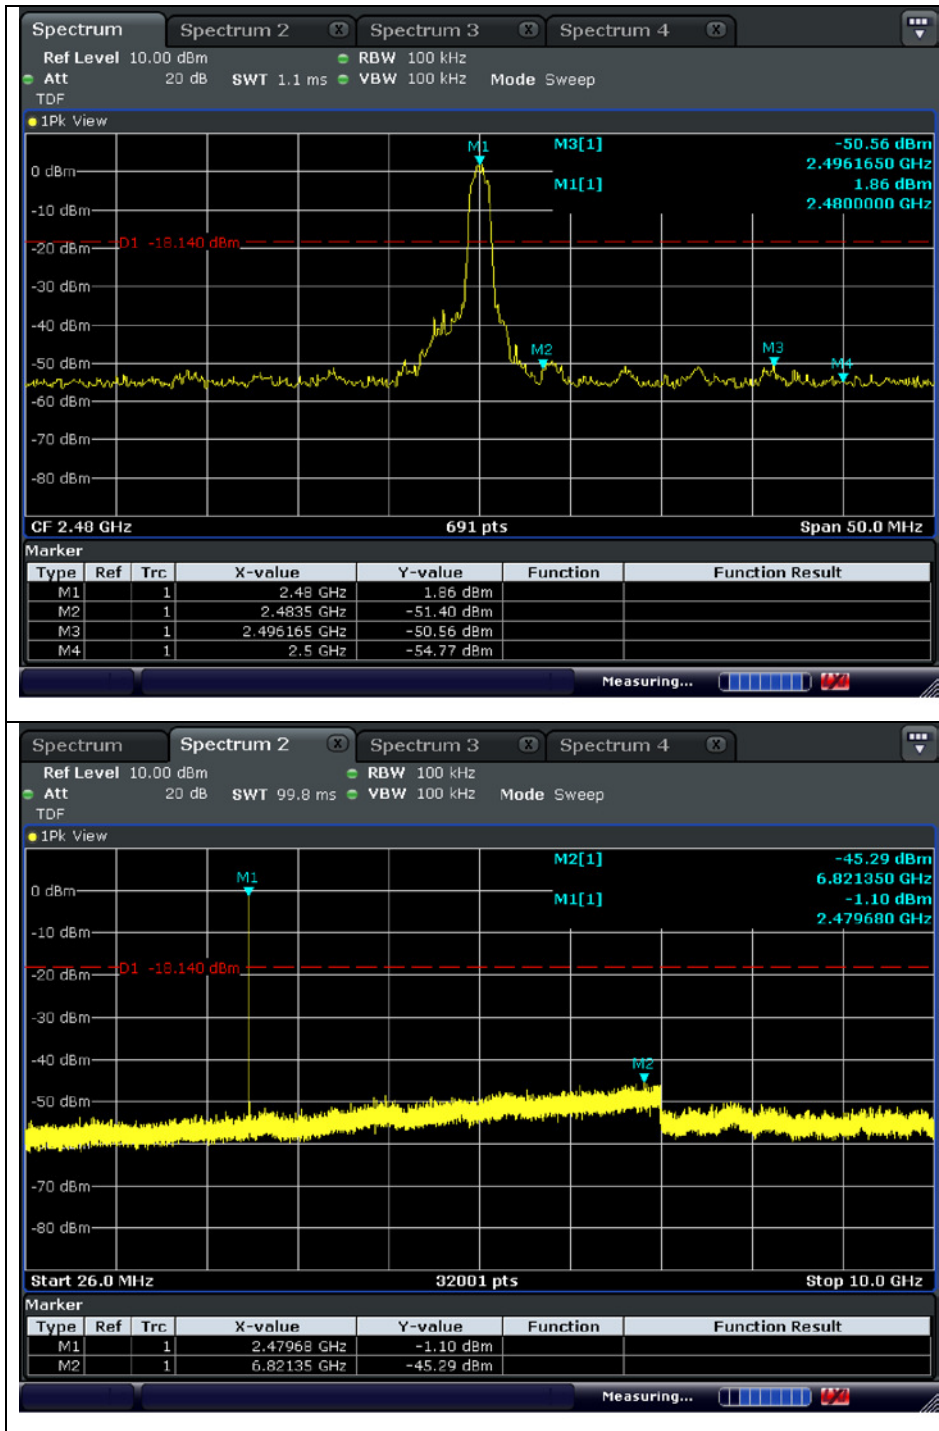 Spectrum Spectrum 2 X Spectrum 3 X Spectrum 4 X
Ref Level 10.00 dBm RBW 100 kHz
Att 20 dB SWT 1.1 ms VBW 100 kHz Mode Sweep
TDF
1Pk View
M1 M3[1] -50.56 dBm
2.4961650 GHz
0 dBm
M1[1] 1.86 dBm
2.4800000 GHz
-10 dBm
D1 -18.140 dBm
-20 dBm
-30 dBm
-40 dBm
M2 M3
-50 dBm M4
-60 dBm
-70 dBm
-80 dBm
CF 2.48 GHz 691 pts Span 50.0 MHz
Marker
Type Ref Trc X-value Y-value Function Function Result
M1 1 2.48 GHz 1.86 dBm
M2 1 2.4835 GHz -51.40 dBm
M3 1 2.496165 GHz -50.56 dBm
M4 1 2.5 GHz -54.77 dBm
Measuring...
Spectrum Spectrum 2 X Spectrum 3 X Spectrum 4 X
Ref Level 10.00 dBm RBW 100 kHz
Att 20 dB SWT 99.8 ms VBW 100 kHz Mode Sweep
TDF
1Pk View
M2[1] -45.29 dBm
M1 6.821350 GHz
0 dBm M1[1] -1.10 dBm
2.479680 GHz
-10 dBm
D1 -18.140 dBm
-20 dBm
-30 dBm
-40 dBm
M2
-50 dBm
-70 dBm
-80 dBm
Start 26.0 MHz 32001 pts Stop 10.0 GHz
Marker
Type Ref Trc X-value Y-value Function Function Result
M1 1 2.47968 GHz -1.10 dBm
M2 1 6.82135 GHz -45.29 dBm
Measuring...